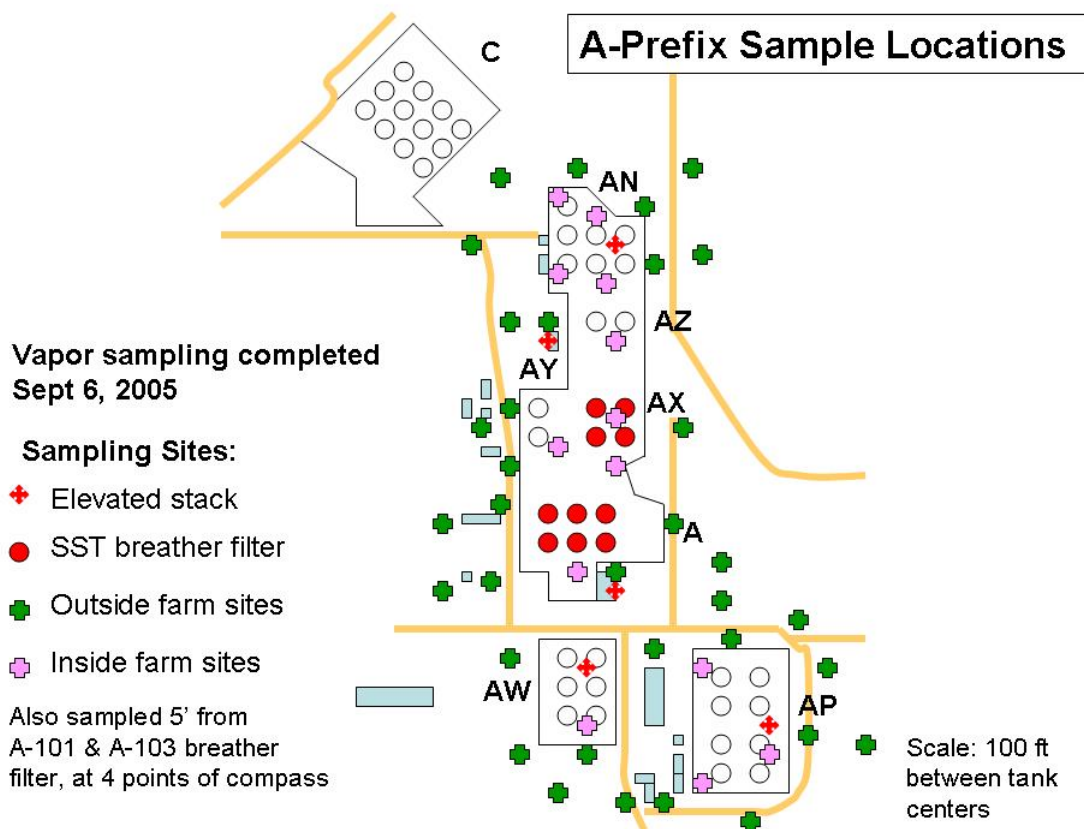 A-Prefix Sample Locations
C
AN
AZ
AY
AX
A
AW
AP
Vapor sampling completed
Sept 6, 2005
Sampling Sites:
Elevated stack
SST breather filter
Outside farm sites
Inside farm sites
Also sampled 5’ from
A-101 & A-103 breather
filter, at 4 points of compass
Scale: 100 ft
between tank
centers